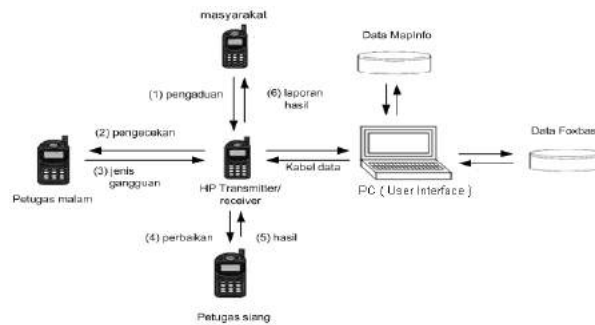 masyarakat
Data MapInfo
(1) pengaduan
(6) laporan
hasil
(2) pengecekan
Data Foxbas
(3) jenis
gangguan
Kabel data
Petugas malam
HP Transmitter/
receiver
PC ( User Interface )
(4) perbaikan
(5) hasil
Petugas siang